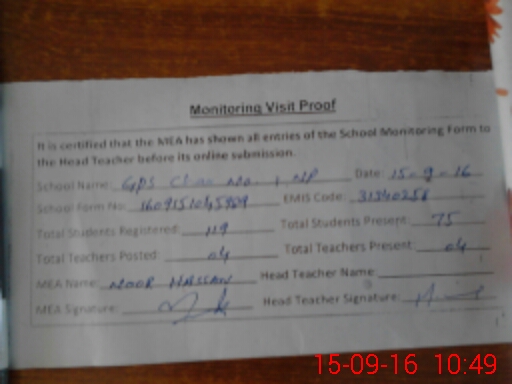 Monitoring Visit Proof
It is certified that the MEA has shown all entries of the School Monitoring Form to
the Head Teacher before its online submission.
School Name: GPS Date: 15-9-16
School Form No: EMIS Code:
Total Students Registered: 119 Total Students Present: 75
Total Teachers Posted: 04 Total Teachers Present 04
MEA Name: NOOR HASSAN Head Teacher Name:
MEA Signature: Head Teacher Signature:
15-09-16 10:49